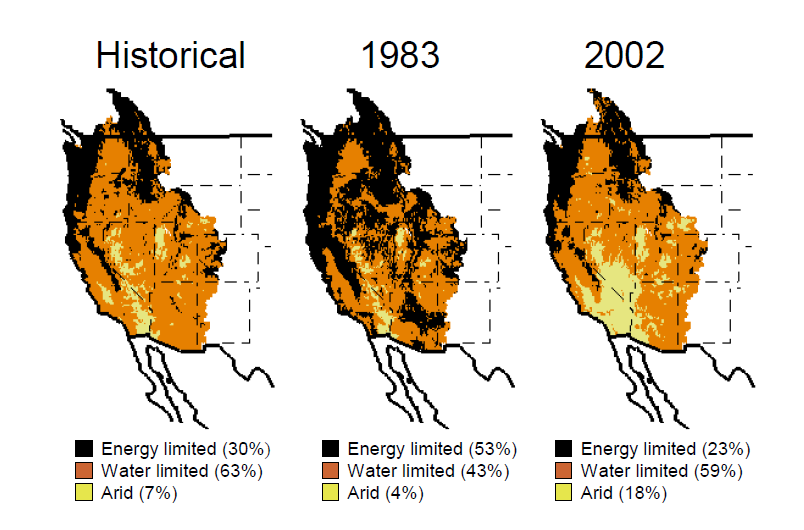 Historical
1983
2002
Energy limited (30%)
Water limited (63%)
Arid (7%)
Energy limited (53%)
Water limited (43%)
Arid (4%)
Energy limited (23%)
Water limited (59%)
Arid (18%)